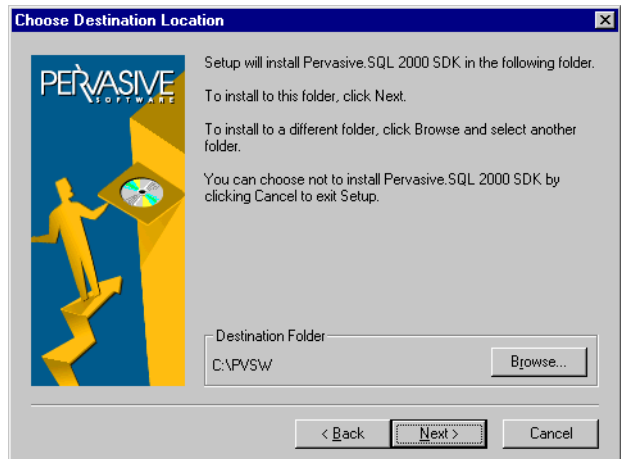 Choose Destination Location
PERVASIVE
SOFTWARE
Setup will install Pervasive.SQL 2000 SDK in the following folder.
To install to this folder, click Next.
To install to a different folder, click Browse and select another
folder.
You can choose not to install Pervasive.SQL 2000 SDK by
clicking Cancel to exit Setup.
Destination Folder
C:\PVSW
Browse...
< Back
Next >
Cancel